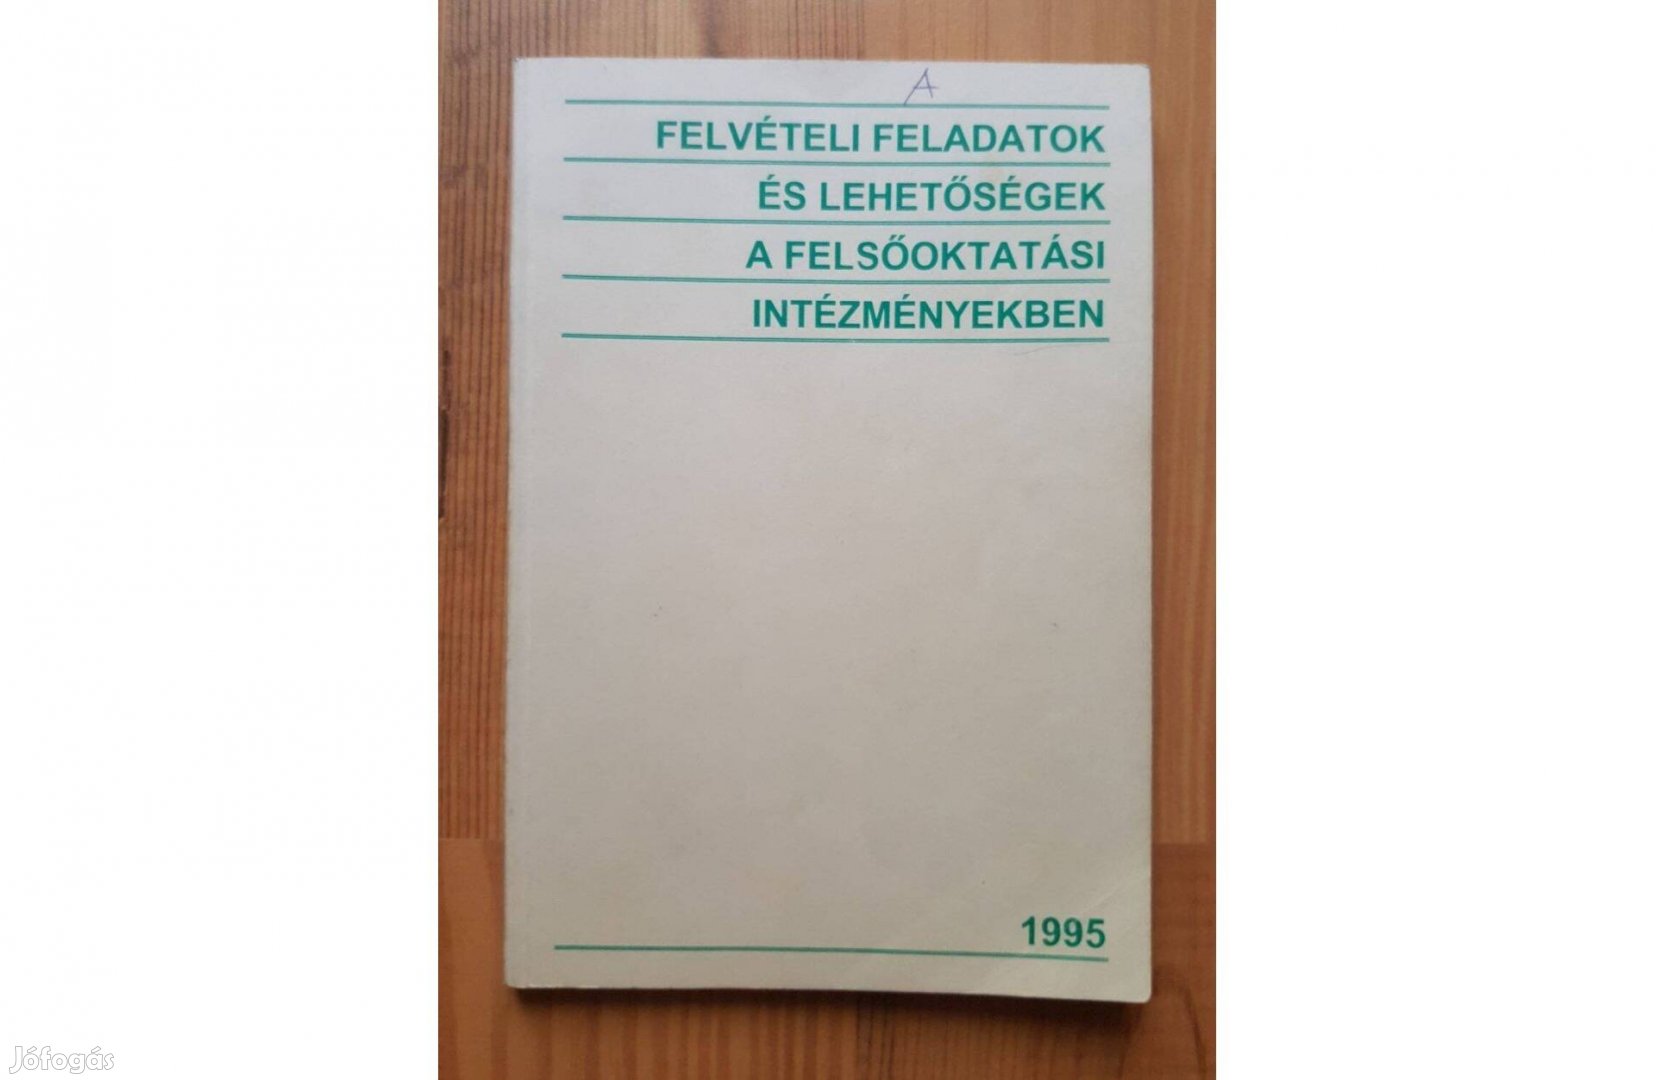 A
FELVÉTELI FELADATOK
ÉS LEHETŐSÉGEK
A FELSŐOKTATÁSI
INTÉZMÉNYEKBEN
1995
Jófogás